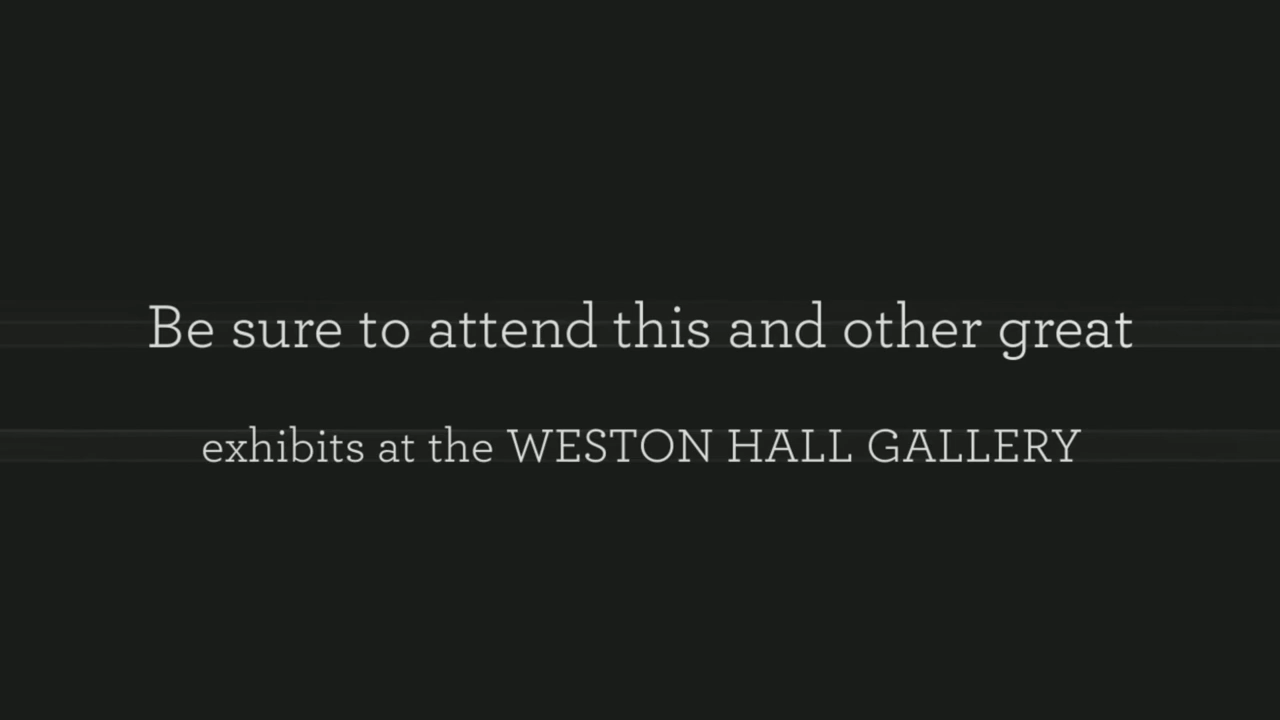 Be sure to attend this and other great
exhibits at the WESTON HALL GALLERY